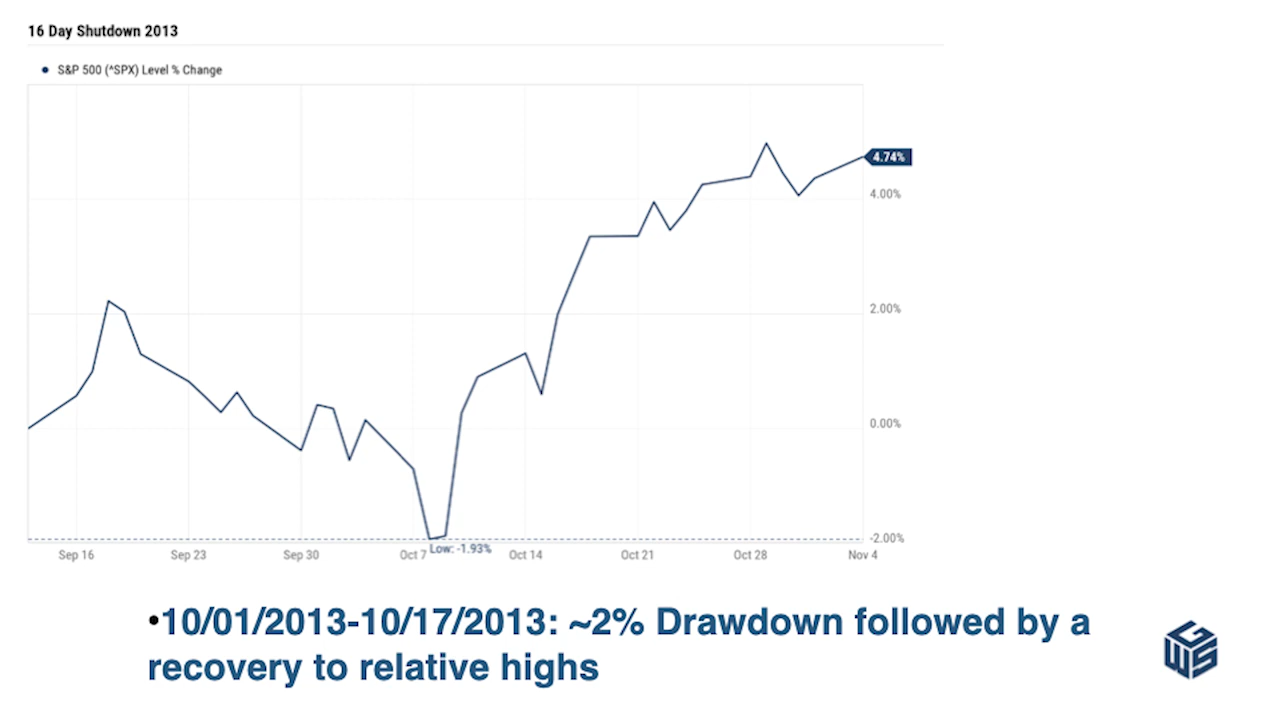 16 Day Shutdown 2013
• S&P 500 (^SPX) Level % Change
4.74%
4.00%
2.00%
0.00%
-2.00%
Low: -1.93%
Sep 16 Sep 23 Sep 30 Oct 7 Oct 14 Oct 21 Oct 28 Nov 4
•10/01/2013-10/17/2013: ~2% Drawdown followed by a
recovery to relative highs
GWS